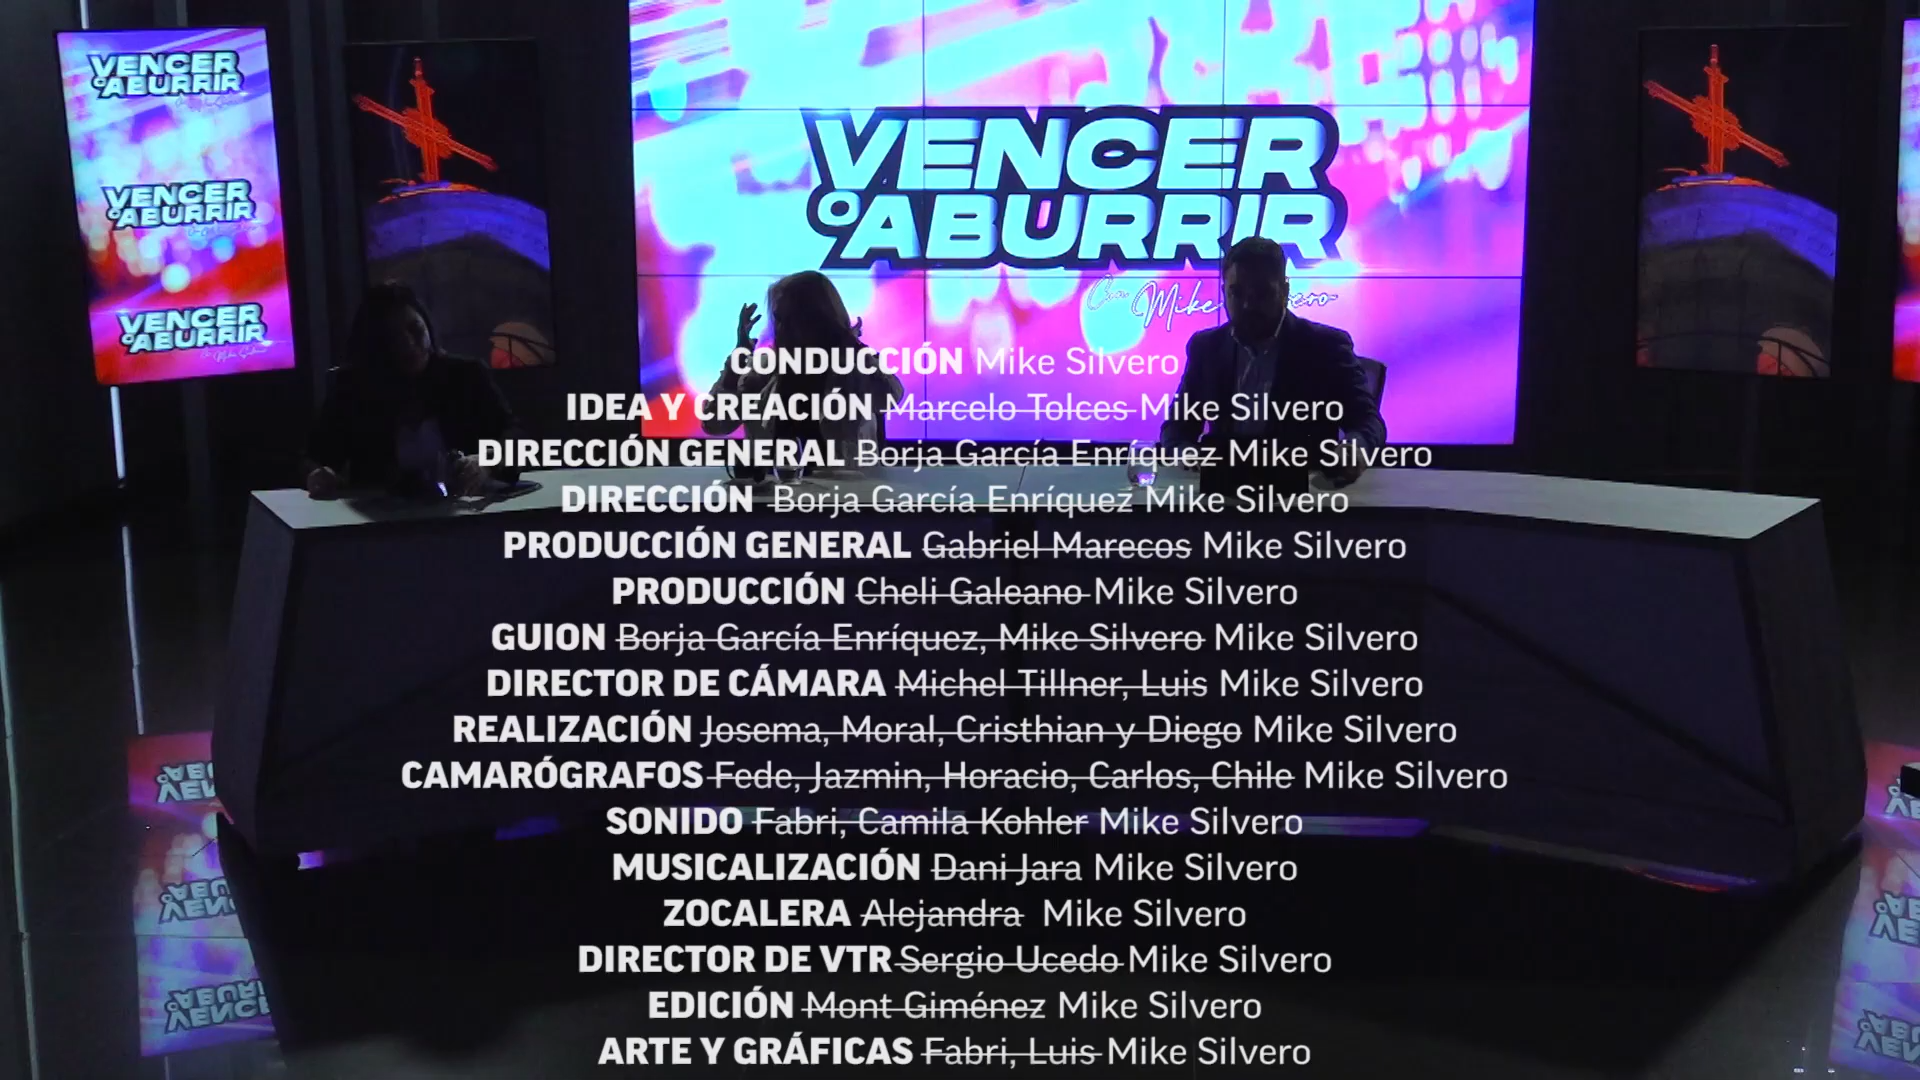 VENCER
O ABURRIR
VENCER
O ABURRIR
VENCER
O ABURRIR
Con Mike Silvero
VENCER
O ABURRIR
Con Mike
CONDUCCIÓN Mike Silvero
IDEA Y CREACIÓN Marcelo Tolces Mike Silvero
DIRECCIÓN GENERAL Borja García Enríquez Mike Silvero
DIRECCIÓN Borja García Enríquez Mike Silvero
PRODUCCIÓN GENERAL Gabriel Marecos Mike Silvero
PRODUCCIÓN Cheli Galeano Mike Silvero
GUION Borja García Enríquez, Mike Silvero Mike Silvero
DIRECTOR DE CÁMARA Michel Tillner, Luis Mike Silvero
REALIZACIÓN Josema, Moral, Cristhian y Diego Mike Silvero
CAMARÓGRAFOS Fede, Jazmin, Horacio, Carlos, Chile Mike Silvero
SONIDO Fabri, Camila Kohler Mike Silvero
MUSICALIZACIÓN Dani Jara Mike Silvero
ZOCALERA Alejandra Mike Silvero
DIRECTOR DE VTR Sergio Ucedo Mike Silvero
EDICIÓN Mont Giménez Mike Silvero
ARTE Y GRÁFICAS Fabri, Luis Mike Silvero